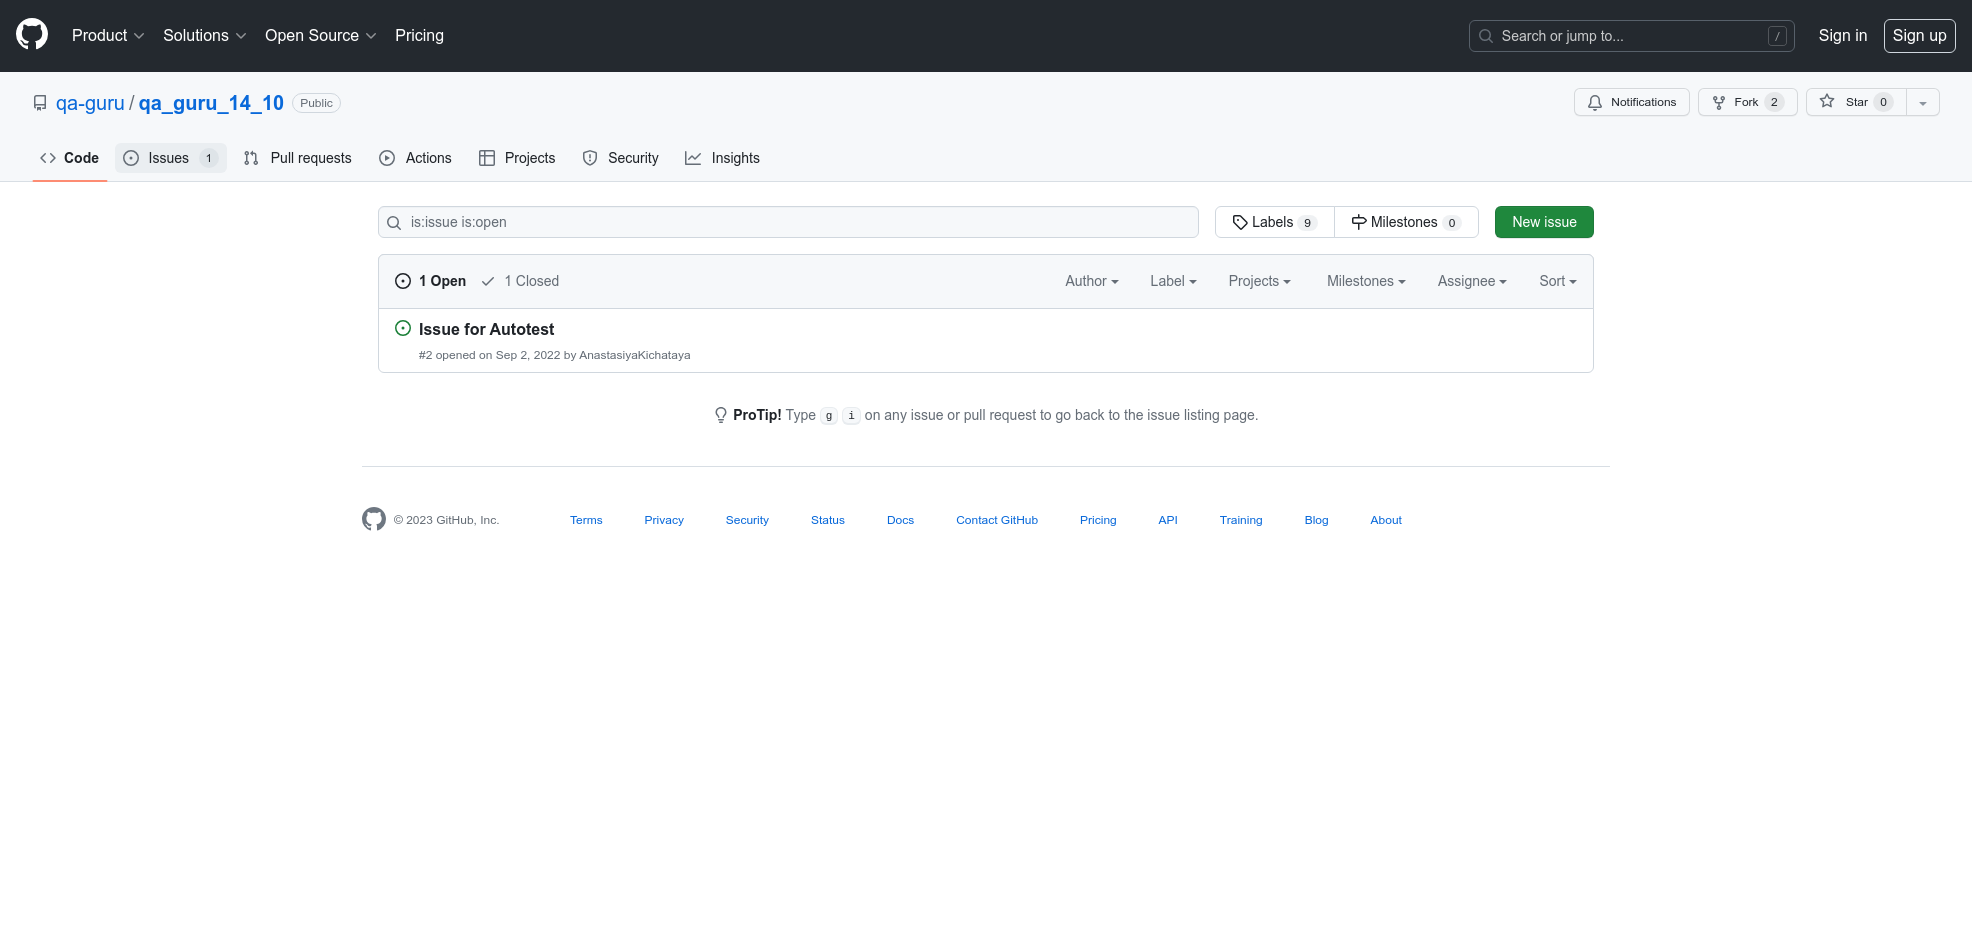 Product Solutions Open Source Pricing Search or jump to... / Sign in Sign up
qa-guru / qa_guru_14_10 Public Notifications Fork 2 Star 0
Code Issues 1 Pull requests Actions Projects Security Insights
is:issue is:open Labels 9 Milestones 0 New issue
1 Open 1 Closed Author Label Projects Milestones Assignee Sort
Issue for Autotest
#2 opened on Sep 2, 2022 by AnastasiyaKichataya
ProTip! Type g i on any issue or pull request to go back to the issue listing page.
© 2023 GitHub, Inc. Terms Privacy Security Status Docs Contact GitHub Pricing API Training Blog About